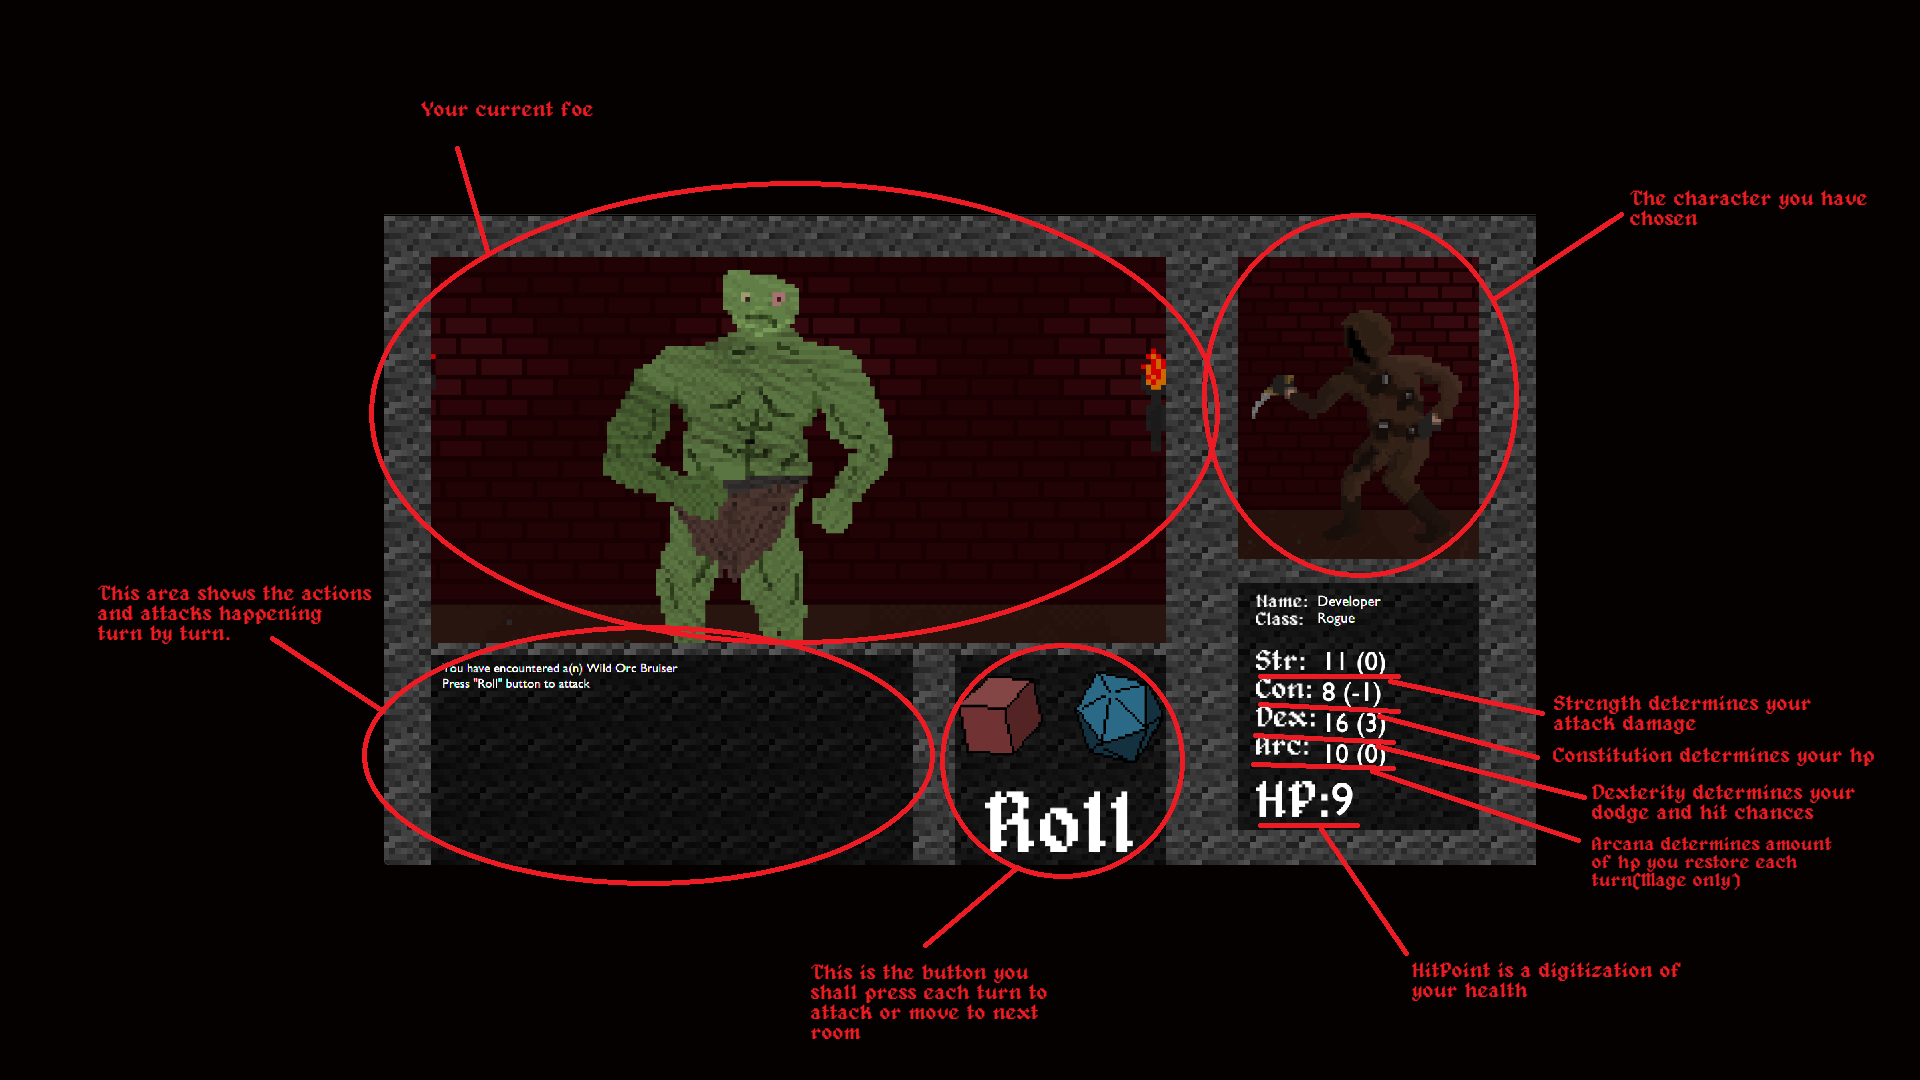 Your current foe
The character you have
chosen
This area shows the actions
and attacks happening
turn by turn.
You have encountered a(n) Wild Orc Bruiser
Press "Roll" button to attack
Roll
Name: Developer
Class: Rogue
Str: 11 (0)
Con: 8 (-1)
Dex: 16 (3)
Arc: 10 (0)
HP:9
Strength determines your
attack damage
Constitution determines your hp
Dexterity determines your
dodge and hit chances
Arcana determines amount
of hp you restore each
turn(Mage only)
This is the button you
shall press each turn to
attack or move to next
room
HitPoint is a digitization of
your health